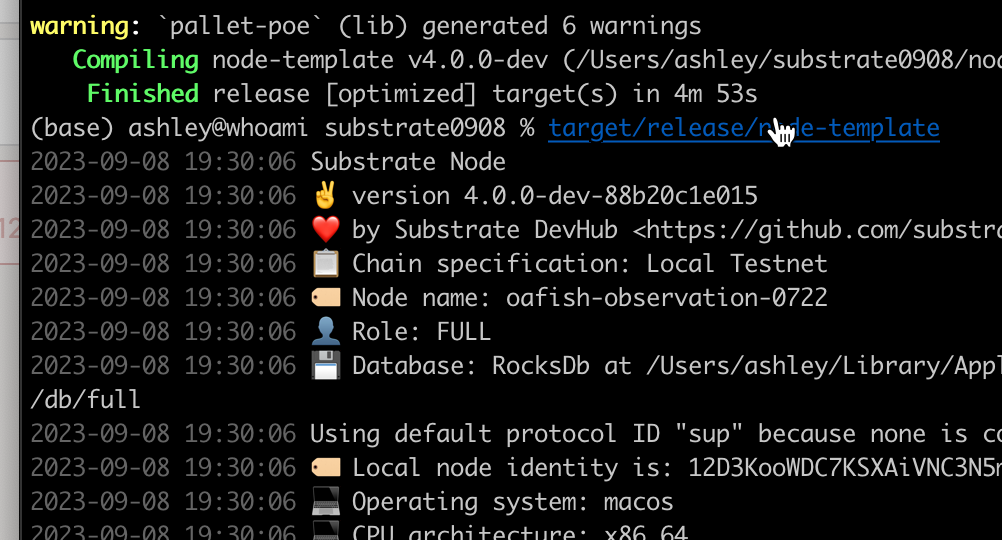 warning: `pallet-poe` (lib) generated 6 warnings
Compiling node-template v4.0.0-dev (/Users/ashley/substrate0908/nod
Finished release [optimized] target(s) in 4m 53s
(base) ashley@whoami substrate0908 % target/release/node-template
2023-09-08 19:30:06 Substrate Node
2023-09-08 19:30:06 ✌️ version 4.0.0-dev-88b20c1e015
2023-09-08 19:30:06 ❤️ by Substrate DevHub <https://github.com/substra
2023-09-08 19:30:06 📋 Chain specification: Local Testnet
2023-09-08 19:30:06 🏷 Node name: oafish-observation-0722
2023-09-08 19:30:06 👤 Role: FULL
2023-09-08 19:30:06 💾 Database: RocksDb at /Users/ashley/Library/Appl
/db/full
2023-09-08 19:30:06 Using default protocol ID "sup" because none is co
2023-09-08 19:30:06 🏷 Local node identity is: 12D3KooWDC7KSXAiVNC3N5m
2023-09-08 19:30:06 💻 Operating system: macos
2023-09-08 19:30:06 💻 CPU architecture: x86_64